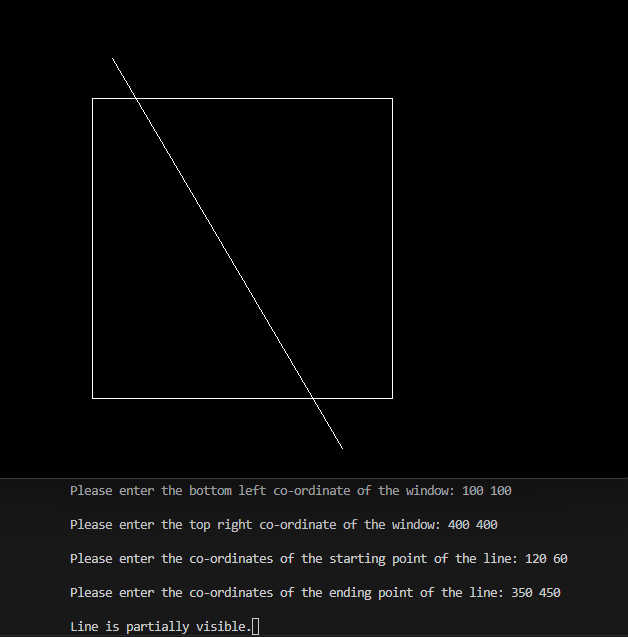 Please enter the bottom left co-ordinate of the window: 100 100
Please enter the top right co-ordinate of the window: 400 400
Please enter the co-ordinates of the starting point of the line: 120 60
Please enter the co-ordinates of the ending point of the line: 350 450
Line is partially visible.